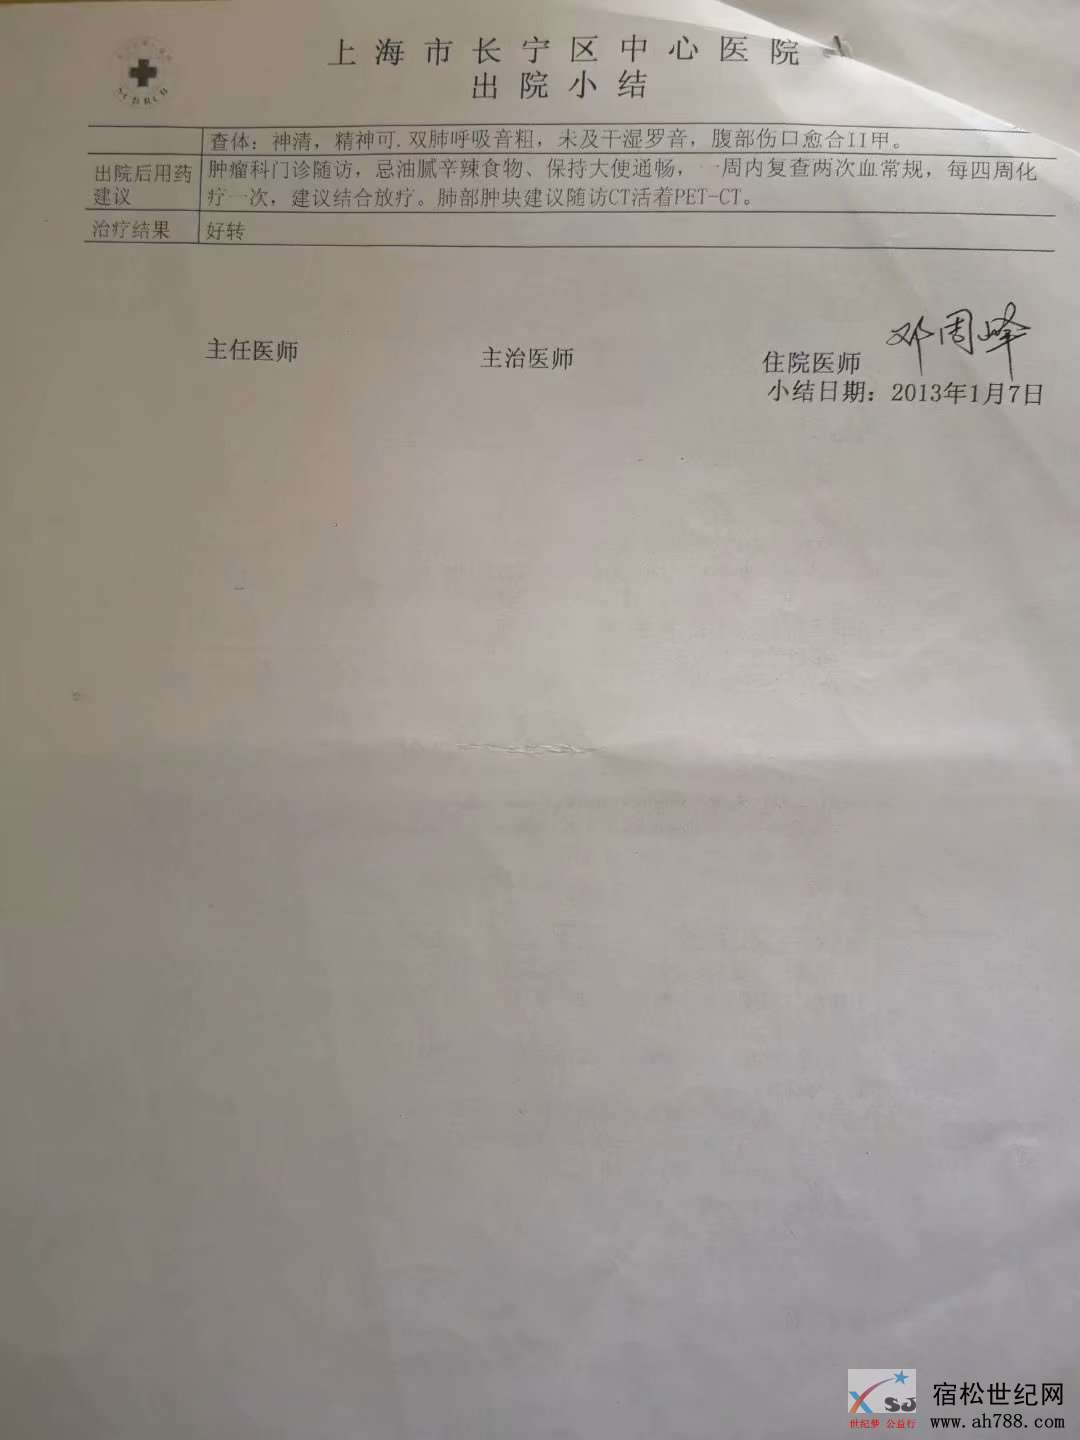 上海市长宁区中心医院
出院小结
查体：神清，精神可.双肺呼吸音粗，未及干湿罗音，腹部伤口愈合II甲。
出院后用药建议
肿瘤科门诊随访，忌油腻辛辣食物、保持大便通畅，一周内复查两次血常规，每四周化
疗一次，建议结合放疗。肺部肿块建议随访CT活着PET-CT。
治疗结果 好转
主任医师 主治医师 住院医师 邓周峰
小结日期：2013年1月7日
世纪梦 公益行
SJ
宿松世纪网
www.ah788.com